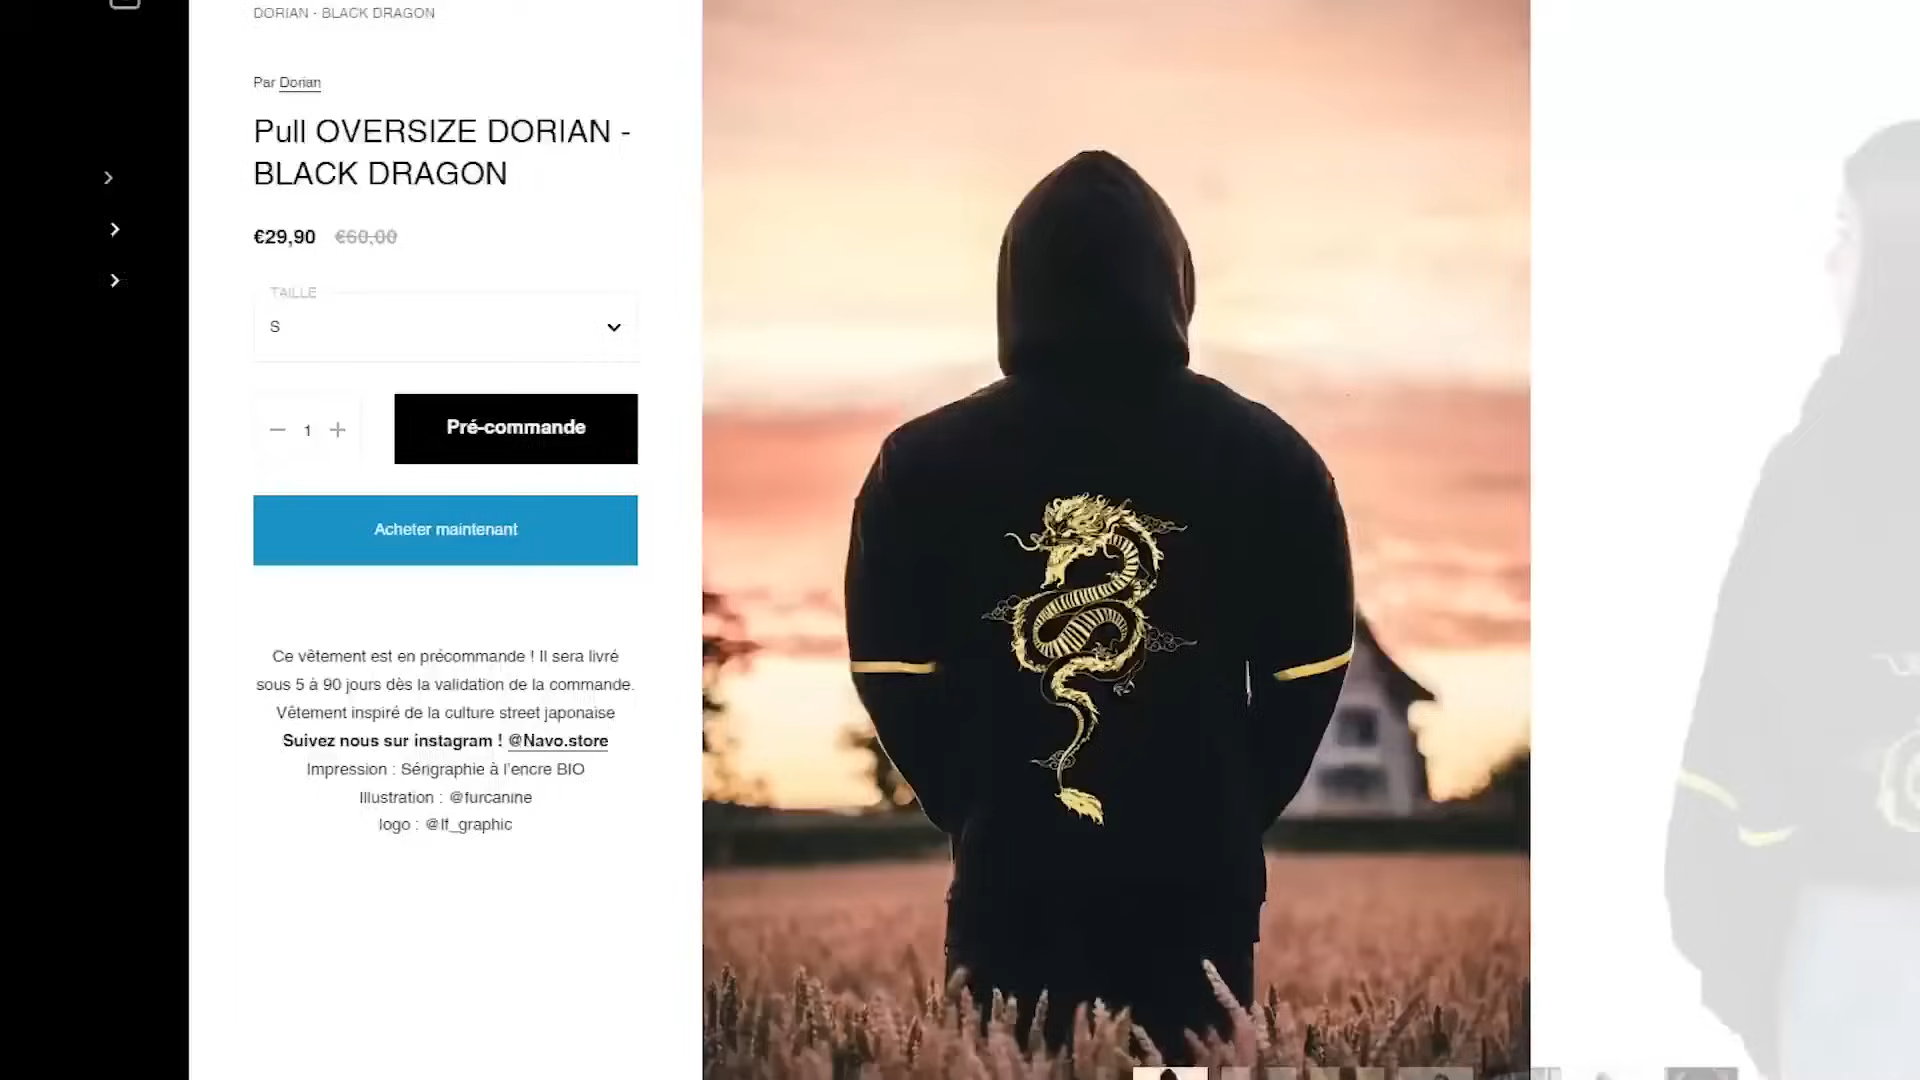 DORIAN - BLACK DRAGON
Par Dorian
Pull OVERSIZE DORIAN -
BLACK DRAGON
€29,90 €60,00
TAILLE
S
1
Pré-commande
Acheter maintenant
Ce vêtement est en précommande ! Il sera livré
sous 5 à 90 jours dès la validation de la commande.
Vêtement inspiré de la culture street japonaise
Suivez nous sur instagram ! @Navo.store
Impression : Sérigraphie à l'encre BIO
Illustration : @furcanine
logo : @lf_graphic